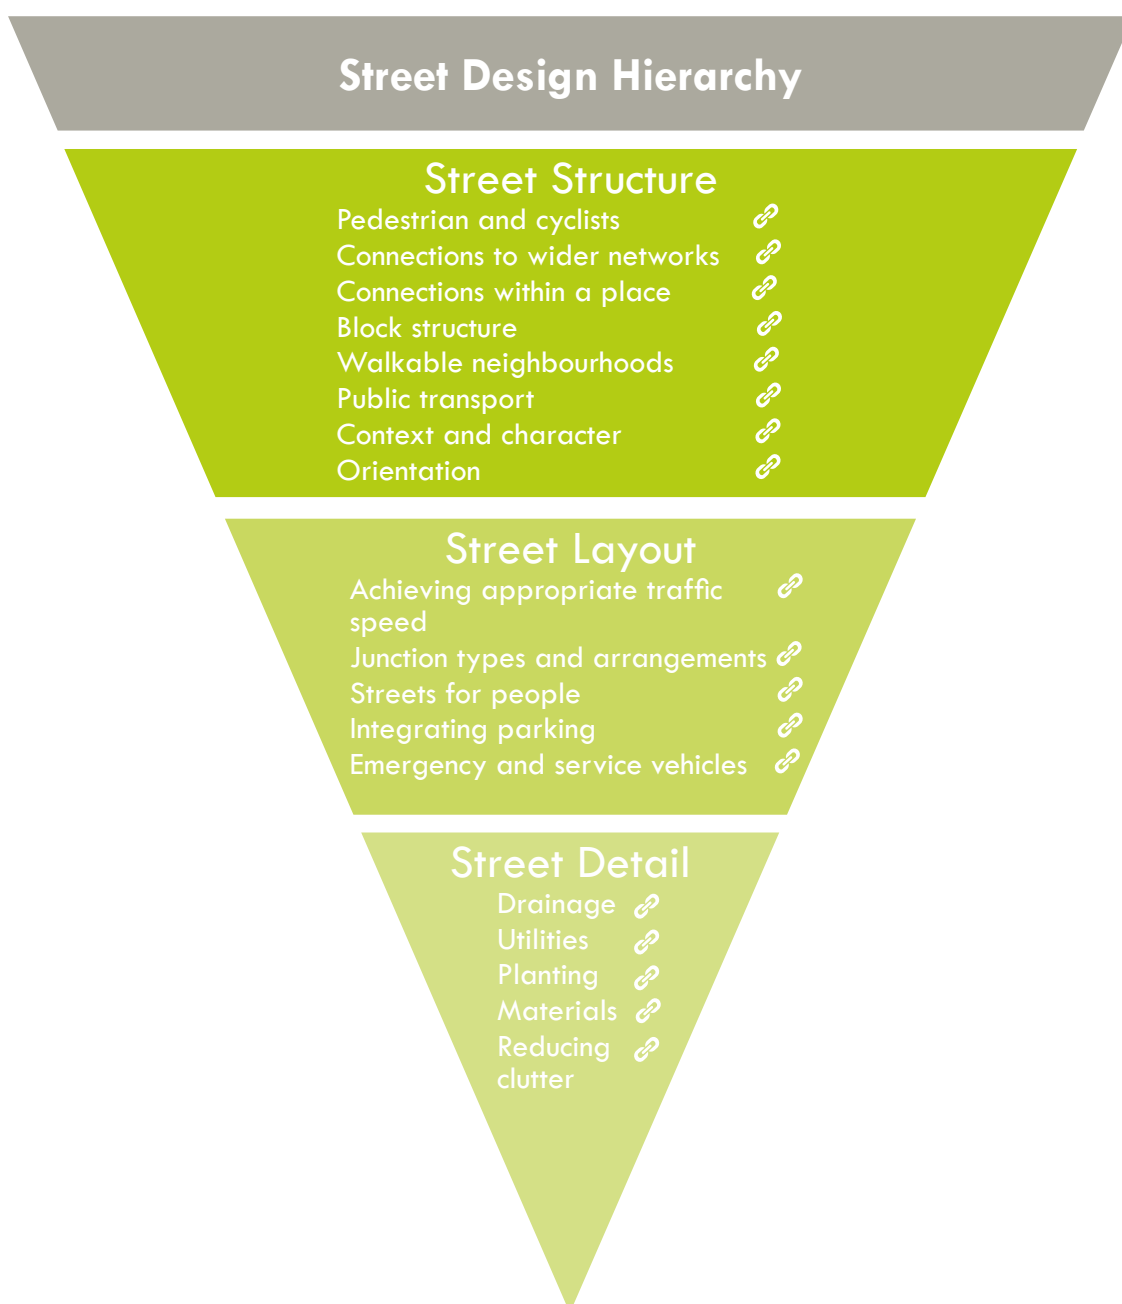 Street Design Hierarchy
Street Structure
Pedestrian and cyclists
Connections to wider networks
Connections within a place
Block structure
Walkable neighbourhoods
Public transport
Context and character
Orientation
Street Layout
Achieving appropriate traffic
speed
Junction types and arrangements
Streets for people
Integrating parking
Emergency and service vehicles
Street Detail
Drainage
Utilities
Planting
Materials
Reducing
clutter